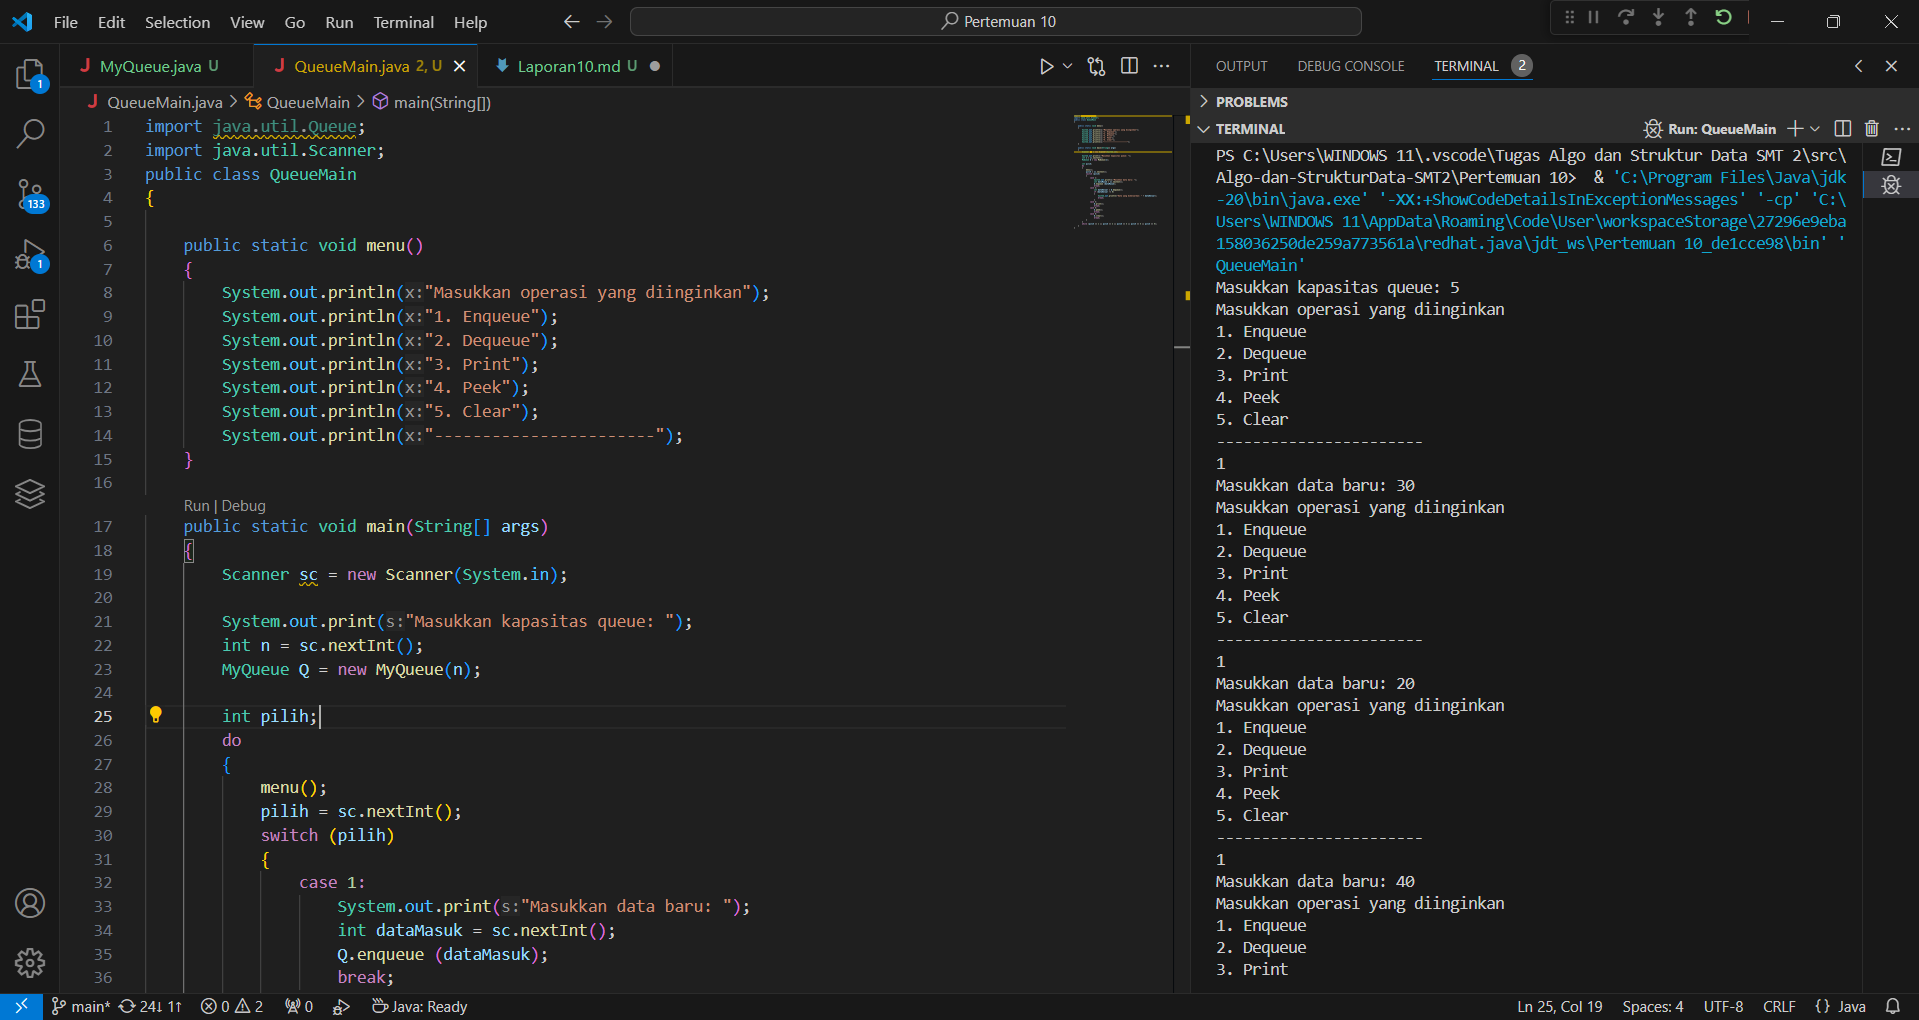 File Edit Selection View Go Run Terminal Help
Pertemuan 10
MyQueue.java U
QueueMain.java 2, U
Laporan10.md U
QueueMain.java > QueueMain > main(String[])
1 import java.util.Queue;
2 import java.util.Scanner;
3 public class QueueMain
4 {
5
6 public static void menu()
7 {
8 System.out.println(x:"Masukkan operasi yang diinginkan");
9 System.out.println(x:"1. Enqueue");
10 System.out.println(x:"2. Dequeue");
11 System.out.println(x:"3. Print");
12 System.out.println(x:"4. Peek");
13 System.out.println(x:"5. Clear");
14 System.out.println(x:"-----------------------");
15 }
16
Run | Debug
17 public static void main(String[] args)
18 {
19 Scanner sc = new Scanner(System.in);
20
21 System.out.print(s:"Masukkan kapasitas queue: ");
22 int n = sc.nextInt();
23 MyQueue Q = new MyQueue(n);
24
25 int pilih;
26 do
27 {
28 menu();
29 pilih = sc.nextInt();
30 switch (pilih)
31 {
32 case 1:
33 System.out.print(s:"Masukkan data baru: ");
34 int dataMasuk = sc.nextInt();
35 Q.enqueue (dataMasuk);
36 break;
OUTPUT DEBUG CONSOLE TERMINAL 2
PROBLEMS
TERMINAL
Run: QueueMain
PS C:\Users\WINDOWS 11\.vscode\Tugas Algo dan Struktur Data SMT 2\src\
Algo-dan-StrukturData-SMT2\Pertemuan 10>  & 'C:\Program Files\Java\jdk
-20\bin\java.exe' '-XX:+ShowCodeDetailsInExceptionMessages' '-cp' 'C:\
Users\WINDOWS 11\AppData\Roaming\Code\User\workspaceStorage\27296e9eba
158036250de259a773561a\redhat.java\jdt_ws\Pertemuan 10_de1cce98\bin' '
QueueMain'
Masukkan kapasitas queue: 5
Masukkan operasi yang diinginkan
1. Enqueue
2. Dequeue
3. Print
4. Peek
5. Clear
-----------------------
1
Masukkan data baru: 30
Masukkan operasi yang diinginkan
1. Enqueue
2. Dequeue
3. Print
4. Peek
5. Clear
-----------------------
1
Masukkan data baru: 20
Masukkan operasi yang diinginkan
1. Enqueue
2. Dequeue
3. Print
4. Peek
5. Clear
-----------------------
1
Masukkan data baru: 40
Masukkan operasi yang diinginkan
1. Enqueue
2. Dequeue
3. Print
1
133
1
main* 24↓ 1↑ 0 2 0 Java: Ready
Ln 25, Col 19 Spaces: 4 UTF-8 CRLF {} Java